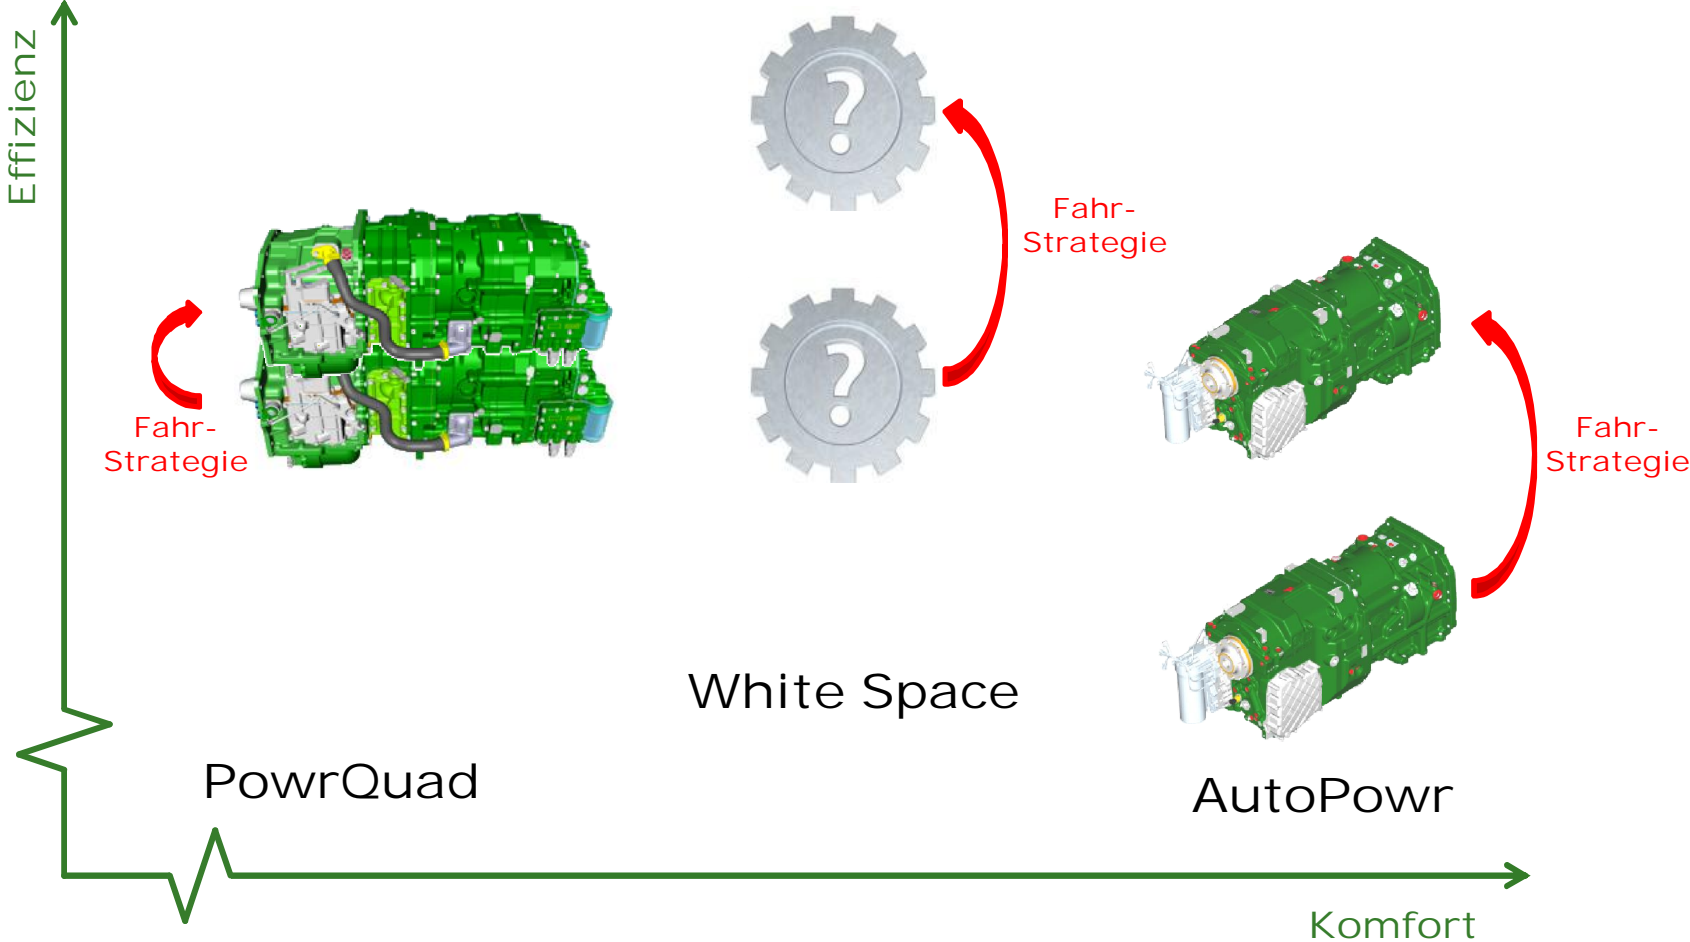 Effizienz
?
Fahr-
Strategie
?
Fahr-
Strategie
Fahr-
Strategie
White Space
PowrQuad
AutoPowr
Komfort